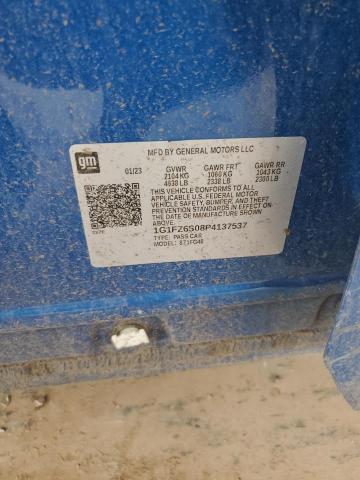 gm
MFD BY GENERAL MOTORS LLC
01/23 GVWR GAWR FRT GAWR RR
2104 KG 1060 KG 1043 KG
4638 LB 2338 LB 2300 LB
THIS VEHICLE CONFORMS TO ALL
APPLICABLE U.S. FEDERAL MOTOR
VEHICLE SAFETY, BUMPER, AND THEFT
PREVENTION STANDARDS IN EFFECT ON
THE DATE OF MANUFACTURE SHOWN
ABOVE.
1G1FZ6S08P4137537
TYPE: PASS CAR
MODEL: